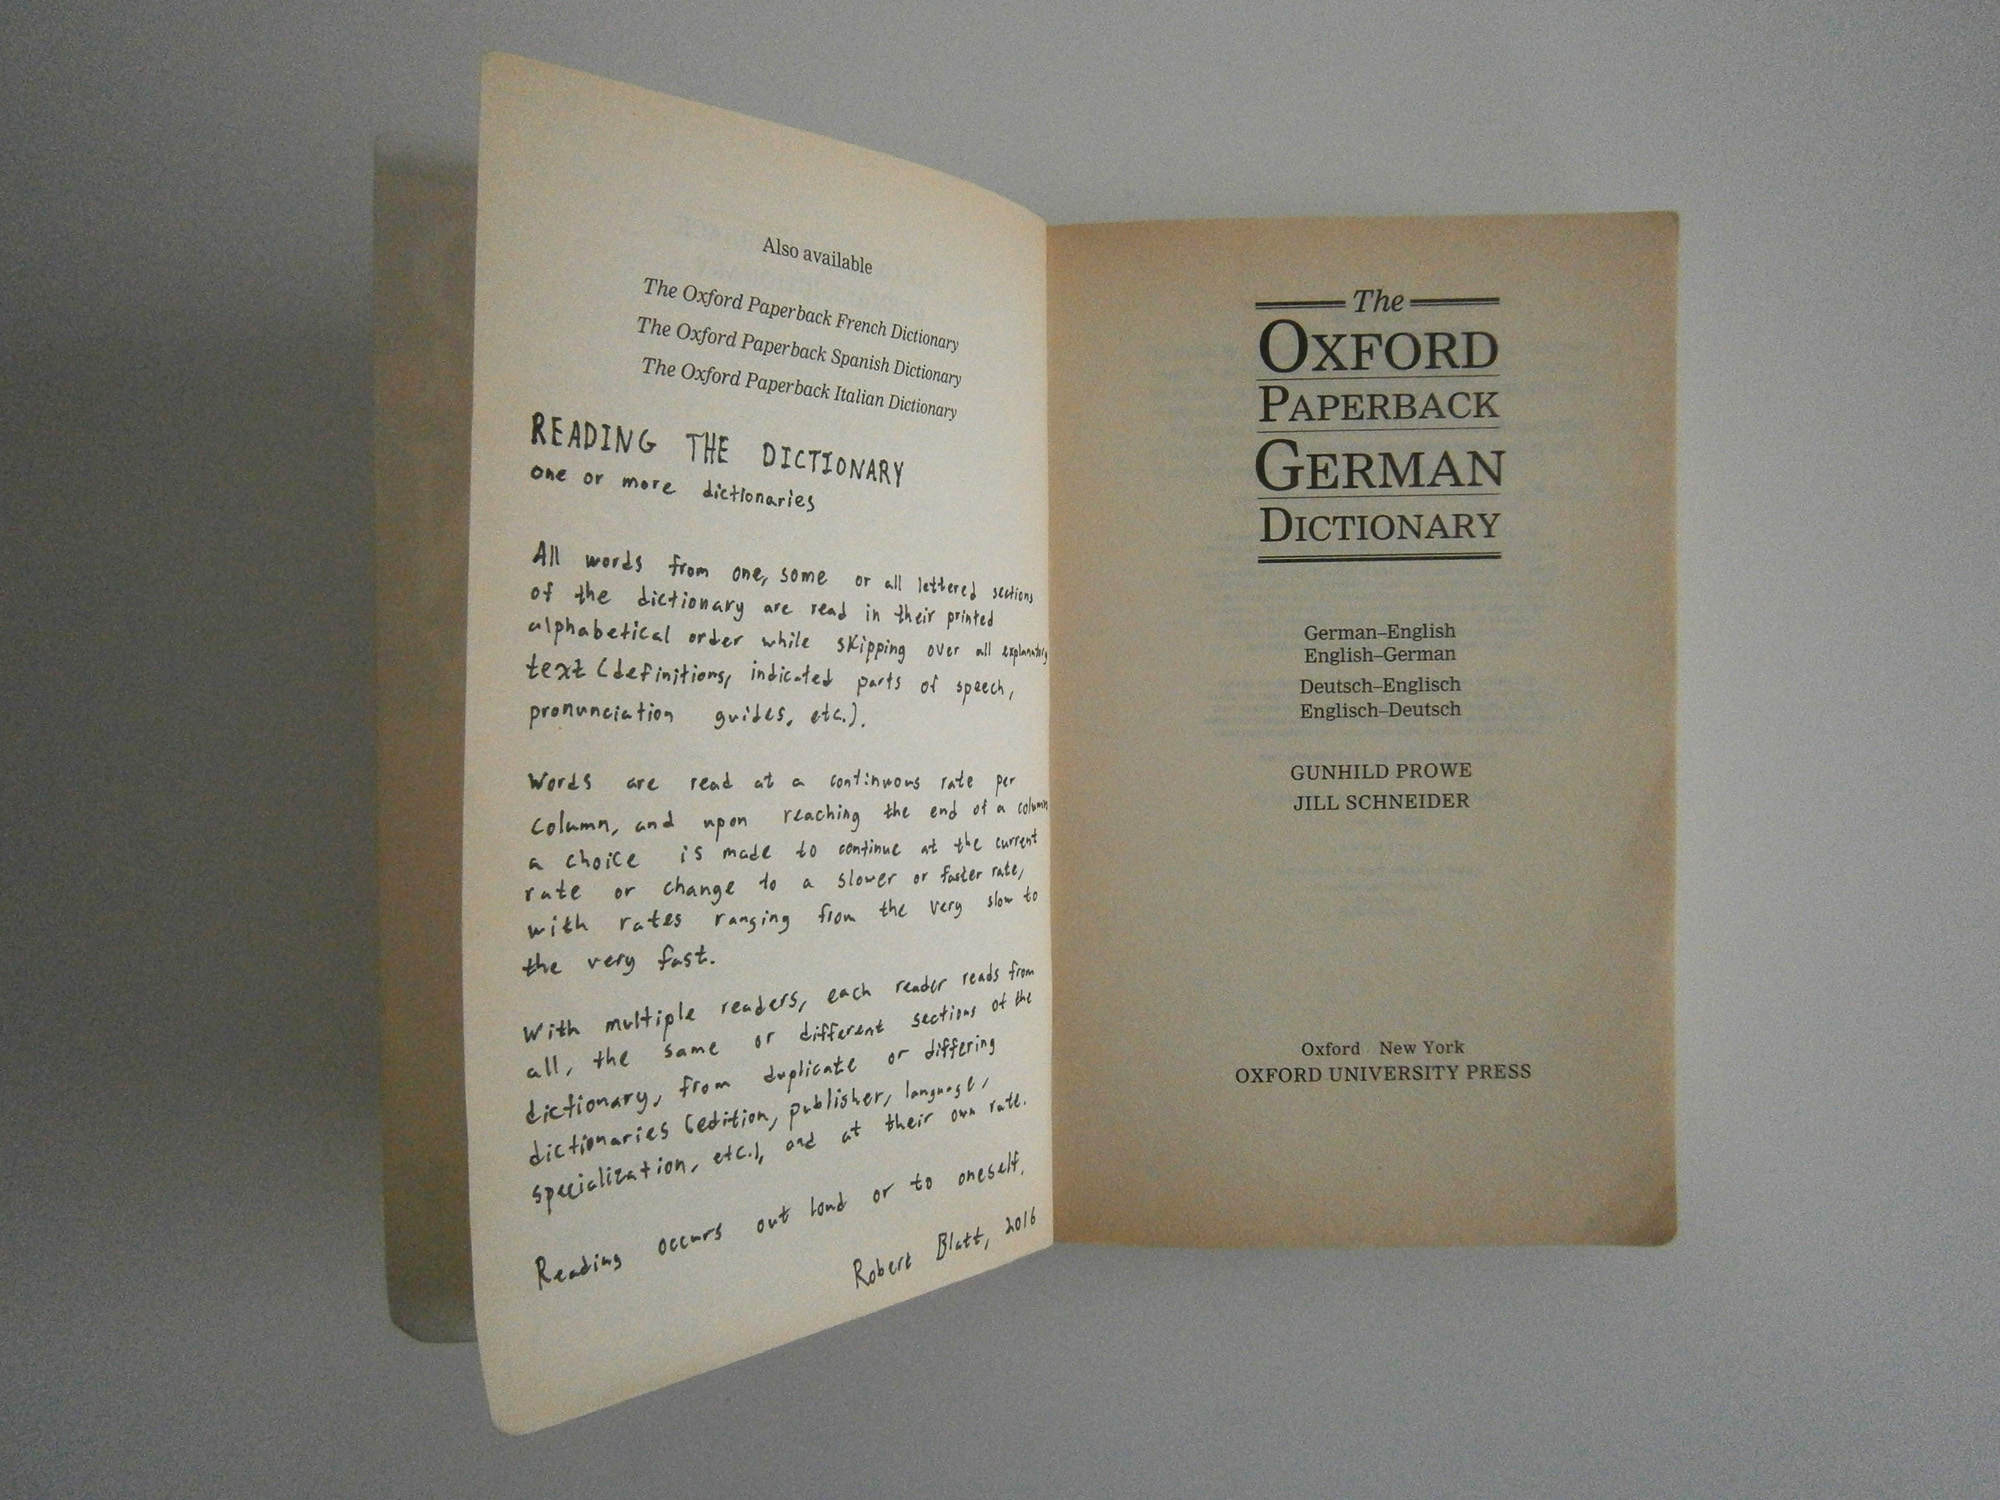 Also available
The Oxford Paperback French Dictionary
The Oxford Paperback Spanish Dictionary
The Oxford Paperback Italian Dictionary
READING THE DICTIONARY
one or more dictionaries
All words from one, some or all lettered sections
of the dictionary are read in their printed
alphabetical order while skipping over all explanatory
text (definitions, indicated parts of speech,
pronunciation guides, etc.).
Words are read at a continuous rate per
column, and upon reaching the end of a column
a choice is made to continue at the current
rate or change to a slower or faster rate,
with rates ranging from the very slow to
the very fast.
With multiple readers, each reader reads from
all, the same or different sections of the
dictionary, from duplicate or differing
dictionaries (edition, publisher, language,
specialization, etc.), and at their own rate.
Reading occurs out loud or to oneself.
Robert Blatt, 2016
The
OXFORD
PAPERBACK
GERMAN
DICTIONARY
German–English
English–German
Deutsch–Englisch
Englisch–Deutsch
GUNHILD PROWE
JILL SCHNEIDER
Oxford New York
OXFORD UNIVERSITY PRESS